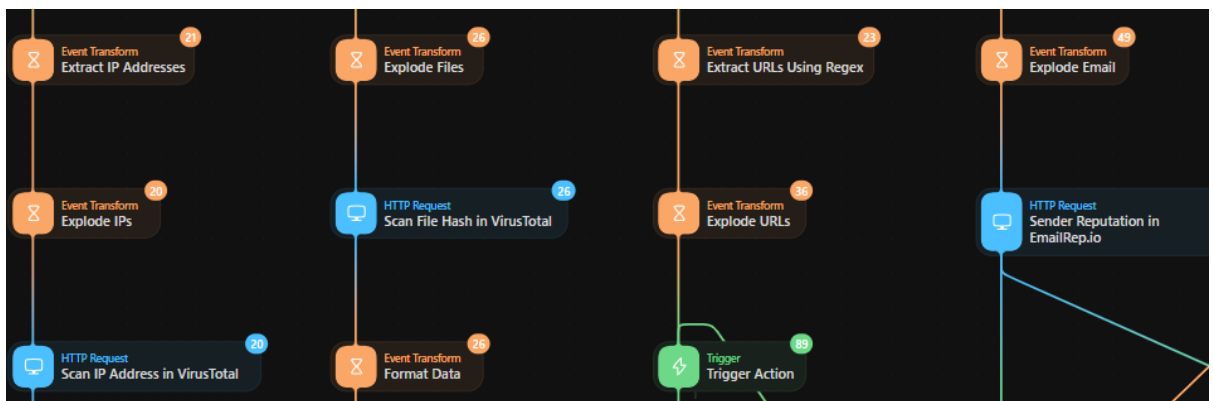 21
Event Transform
Extract IP Addresses
26
Event Transform
Explode Files
23
Event Transform
Extract URLs Using Regex
49
Event Transform
Explode Email
20
Event Transform
Explode IPs
26
HTTP Request
Scan File Hash in VirusTotal
36
Event Transform
Explode URLs
HTTP Request
Sender Reputation in
EmailRep.io
20
HTTP Request
Scan IP Address in VirusTotal
26
Event Transform
Format Data
89
Trigger
Trigger Action